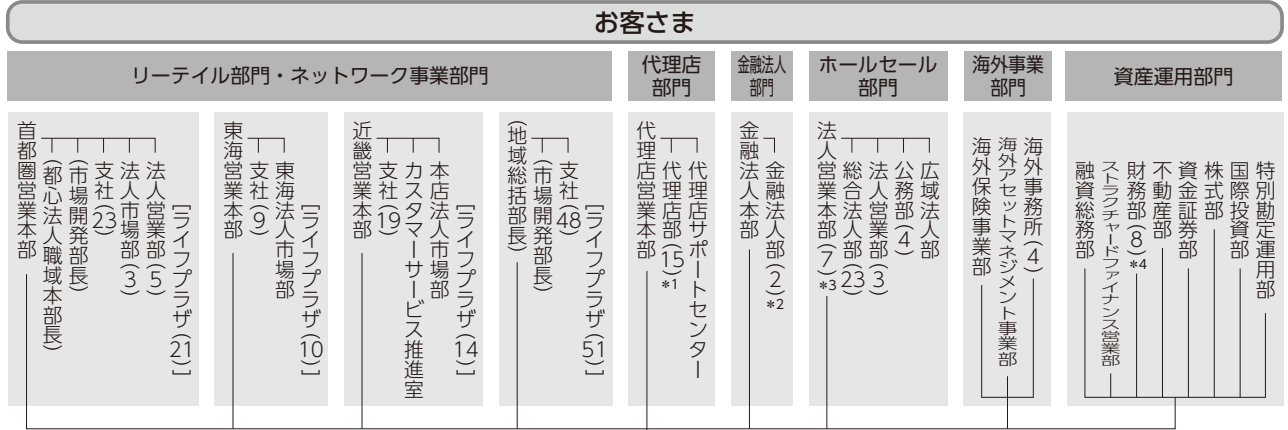 お客さま
リーテイル部門・ネットワーク事業部門
代理店
部門
金融法人
部門
ホールセール
部門
海外事業
部門
資産運用部門
[ライフプラザ(21)]
法人営業部(5)
法人市場部(3)
支社(23)
(市場開発部長)
(都心法人職域本部長)
首都圏営業本部
[ライフプラザ(10)]
東海法人市場部
支社(9)
東海営業本部
[ライフプラザ(14)]
本店法人市場部
カスタマーサービス推進室
支社(19)
近畿営業本部
[ライフプラザ(51)]
支社(48)
(市場開発部長)
(地域総括部長)
代理店サポートセンター
代理店部(15)*1
代理店営業本部
金融法人部(2)*2
金融法人本部
広域法人部
公務部(4)
法人営業部(3)
総合法人部(23)
法人営業本部(7)*3
海外事務所(4)
海外アセットマネジメント事業部
海外保険事業部
特別勘定運用部
国際投資部
株式部
資金証券部
不動産部
財務部(8)*4
ストラクチャードファイナンス営業部
融資総務部